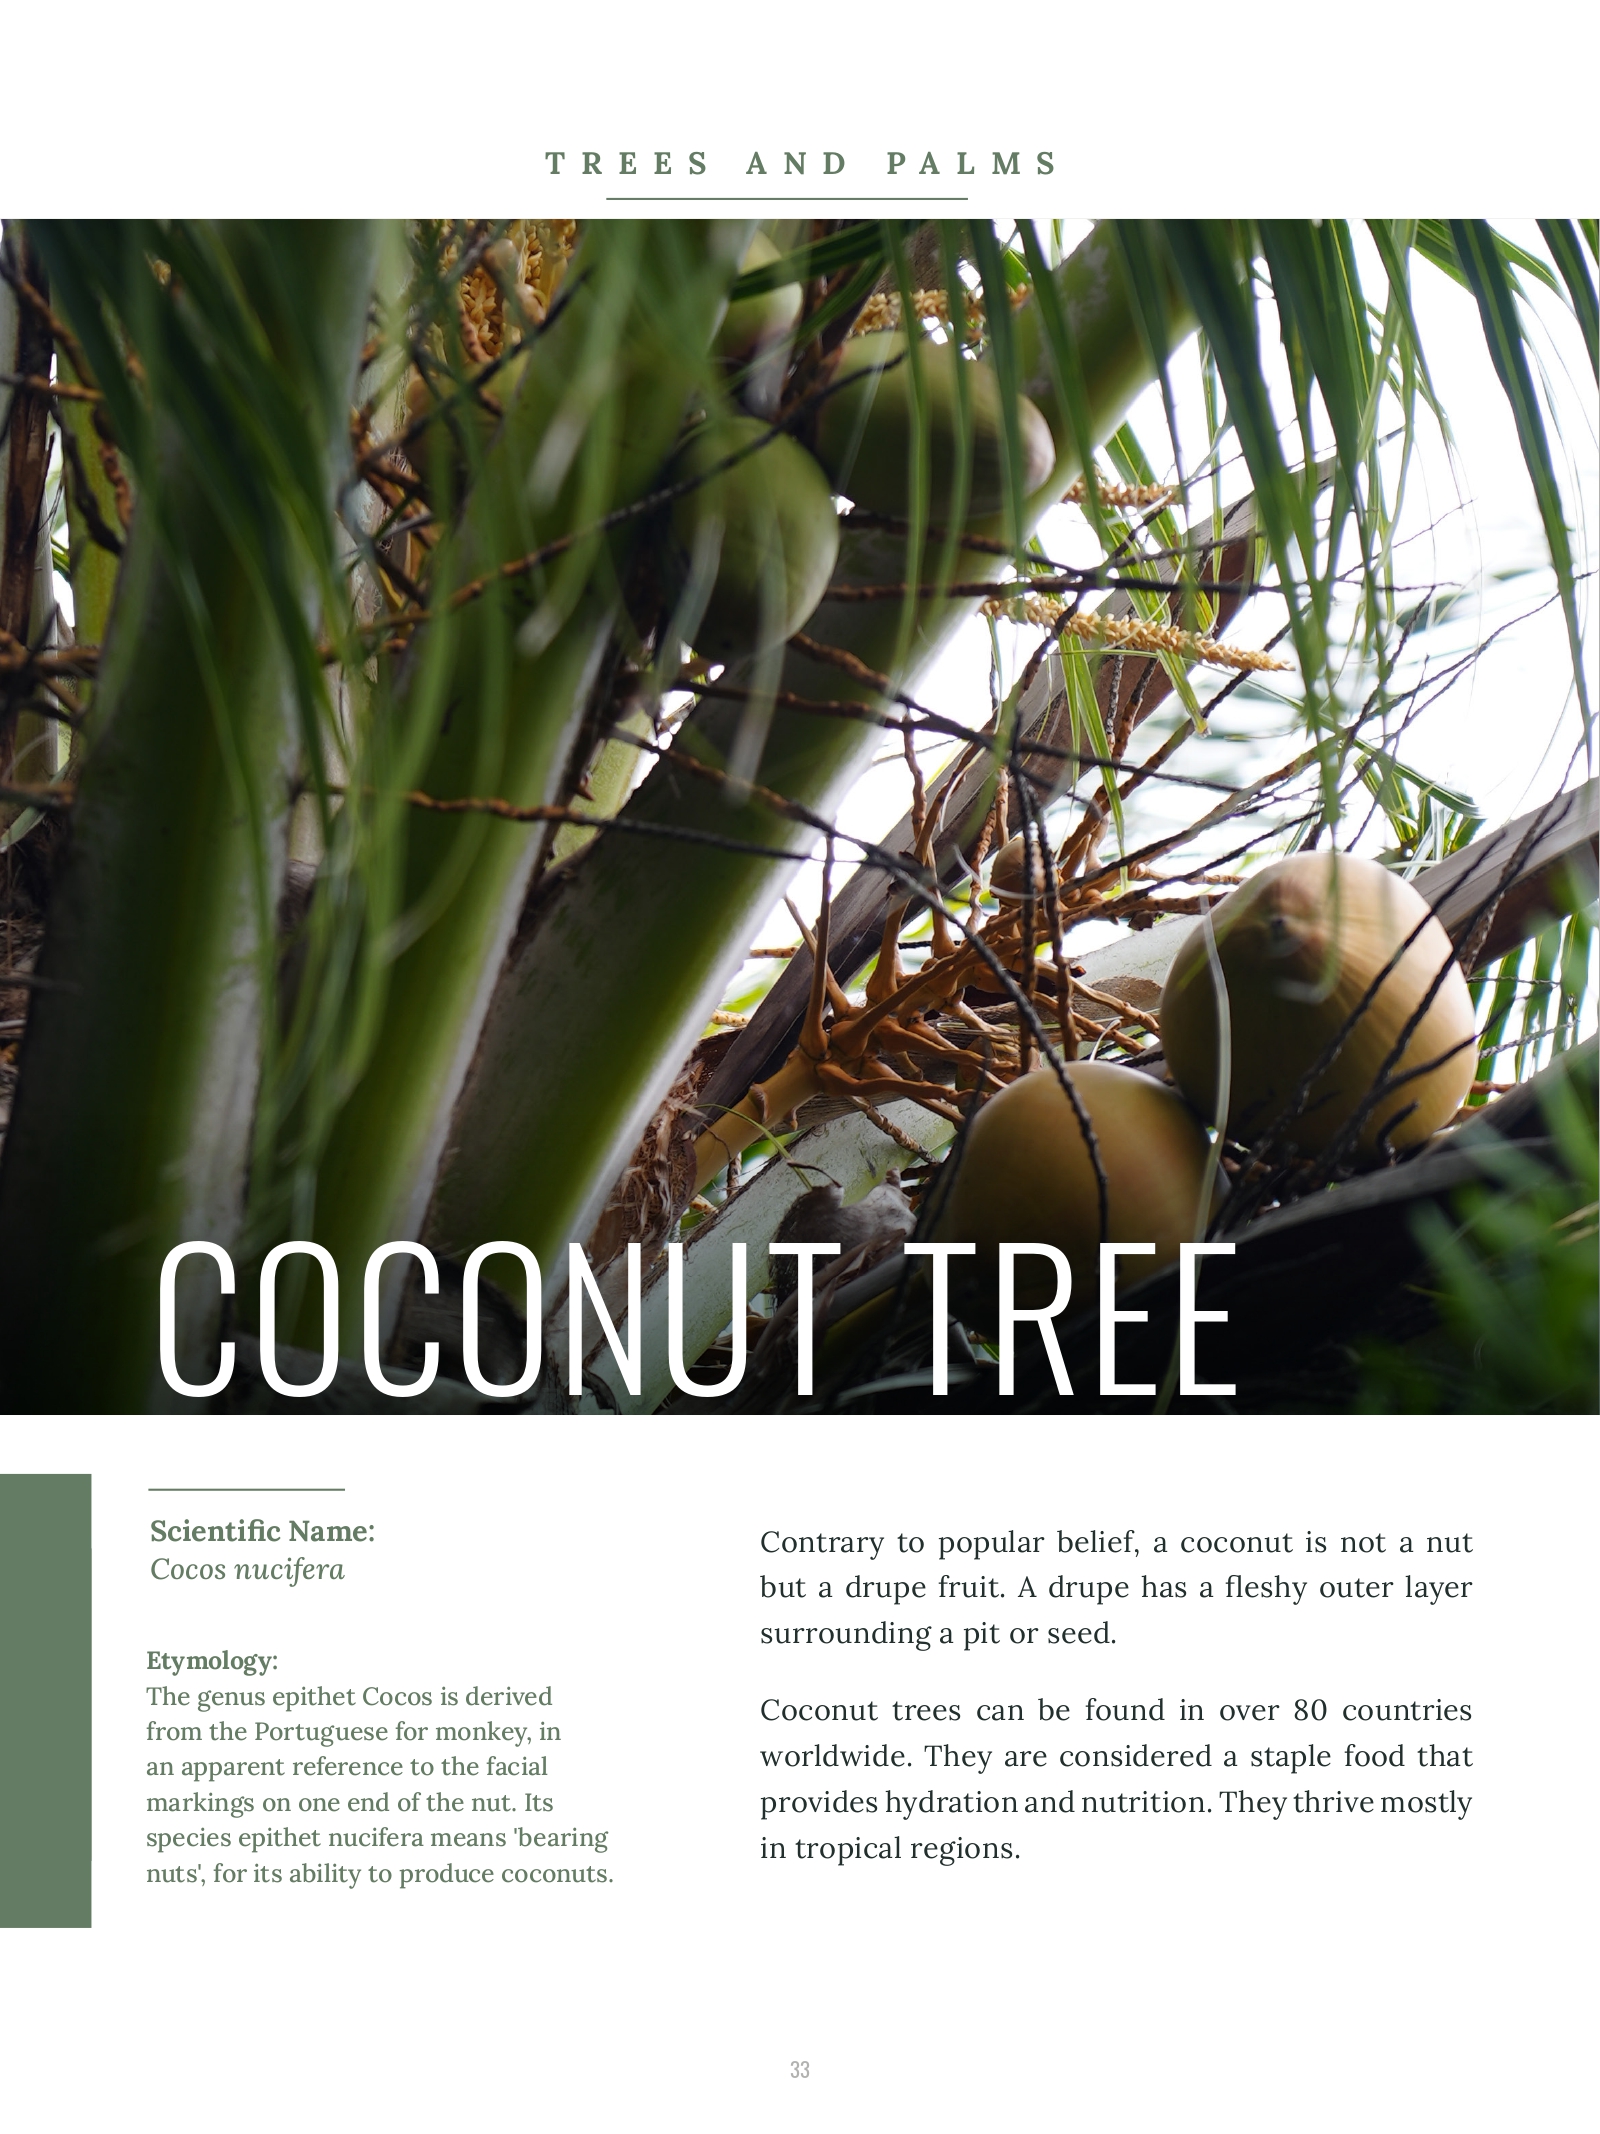 TREES AND PALMS
COCONUT TREE
Scientific Name:
Cocos nucifera
Etymology:
The genus epithet Cocos is derived
from the Portuguese for monkey, in
an apparent reference to the facial
markings on one end of the nut. Its
species epithet nucifera means 'bearing
nuts', for its ability to produce coconuts.
Contrary to popular belief, a coconut is not a nut
but a drupe fruit. A drupe has a fleshy outer layer
surrounding a pit or seed.
Coconut trees can be found in over 80 countries
worldwide. They are considered a staple food that
provides hydration and nutrition. They thrive mostly
in tropical regions.
33